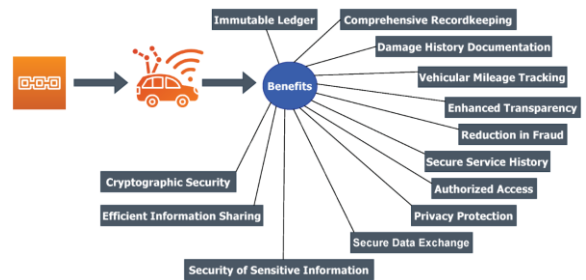 Immutable Ledger
Comprehensive Recordkeeping
Damage History Documentation
Vehicular Mileage Tracking
Benefits
Enhanced Transparency
Reduction in Fraud
Secure Service History
Cryptographic Security
Authorized Access
Efficient Information Sharing
Privacy Protection
Secure Data Exchange
Security of Sensitive Information